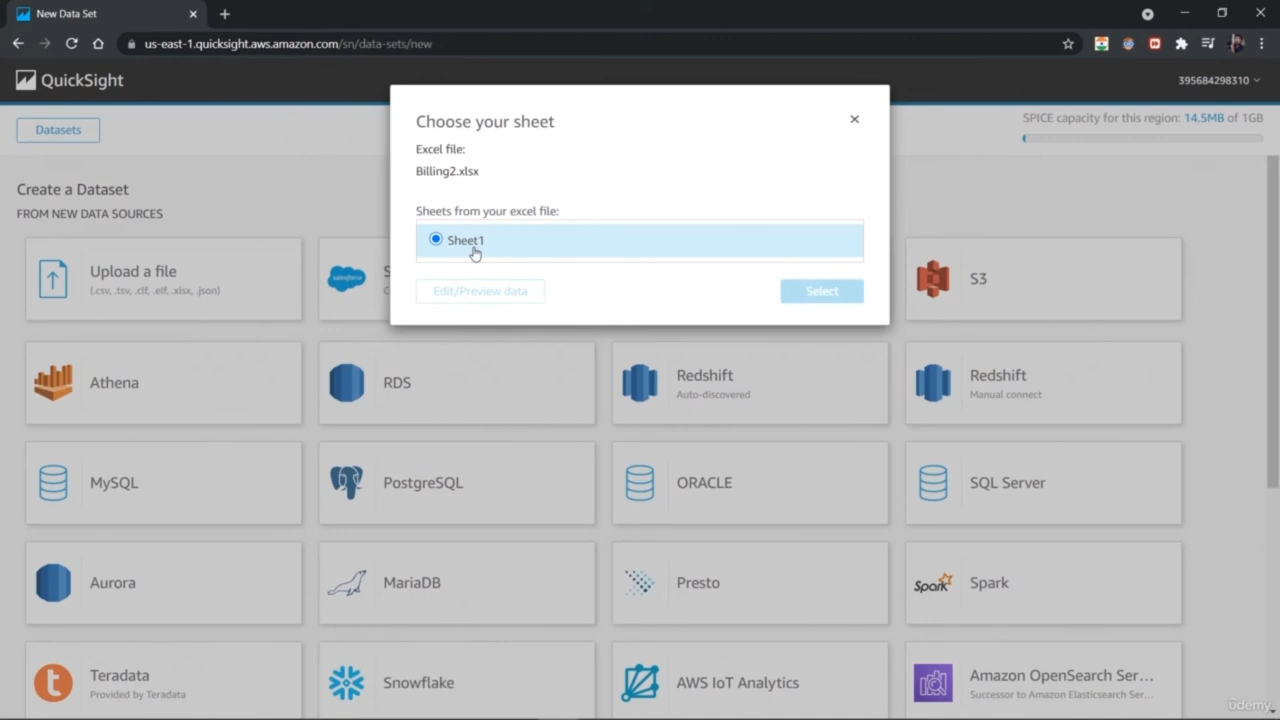 New Data Set
us-east-1.quicksight.aws.amazon.com/sn/data-sets/new
QuickSight
395684298310
Datasets
SPICE capacity for this region: 14.5MB of 1GB
Choose your sheet
Excel file:
Billing2.xlsx
Sheets from your excel file:
Sheet1
Edit/Preview data
Select
Create a Dataset
FROM NEW DATA SOURCES
Upload a file
(.csv, .tsv, .clf, .elf, .xlsx, .json)
salesforce
S
S3
Athena
RDS
Redshift
Auto-discovered
Redshift
Manual connect
MySQL
PostgreSQL
ORACLE
SQL Server
Aurora
MariaDB
Presto
Spark
Spark
Teradata
Provided by Teradata
Snowflake
AWS IoT Analytics
Amazon OpenSearch Ser...
Successor to Amazon Elasticsearch Ser...
ûdemy